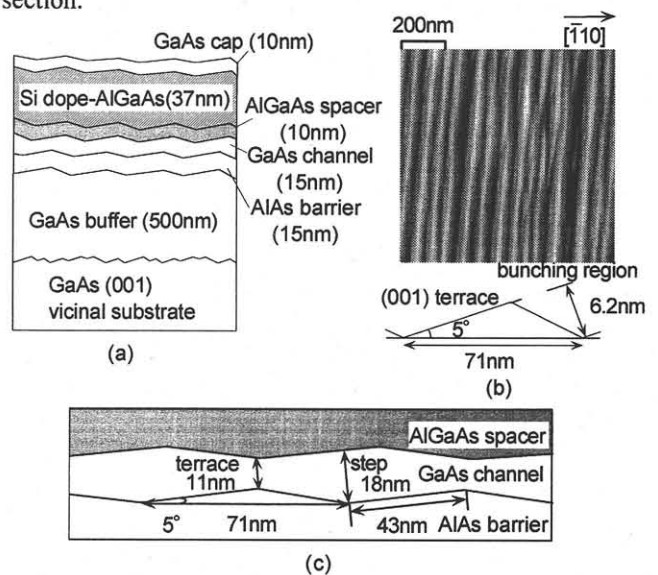 section.
GaAs cap (10nm)
Si dope-AlGaAs(37nm)
AlGaAs spacer
(10nm)
GaAs channel
(15nm)
AlAs barrier
(15nm)
GaAs buffer (500nm)
GaAs (001)
vicinal substrate
(a)
200nm
[1̄10]
bunching region
(001) terrace
6.2nm
5°
71nm
(b)
AlGaAs spacer
terrace
11nm
step
18nm
GaAs channel
5°
71nm
43nm
AlAs barrier
(c)